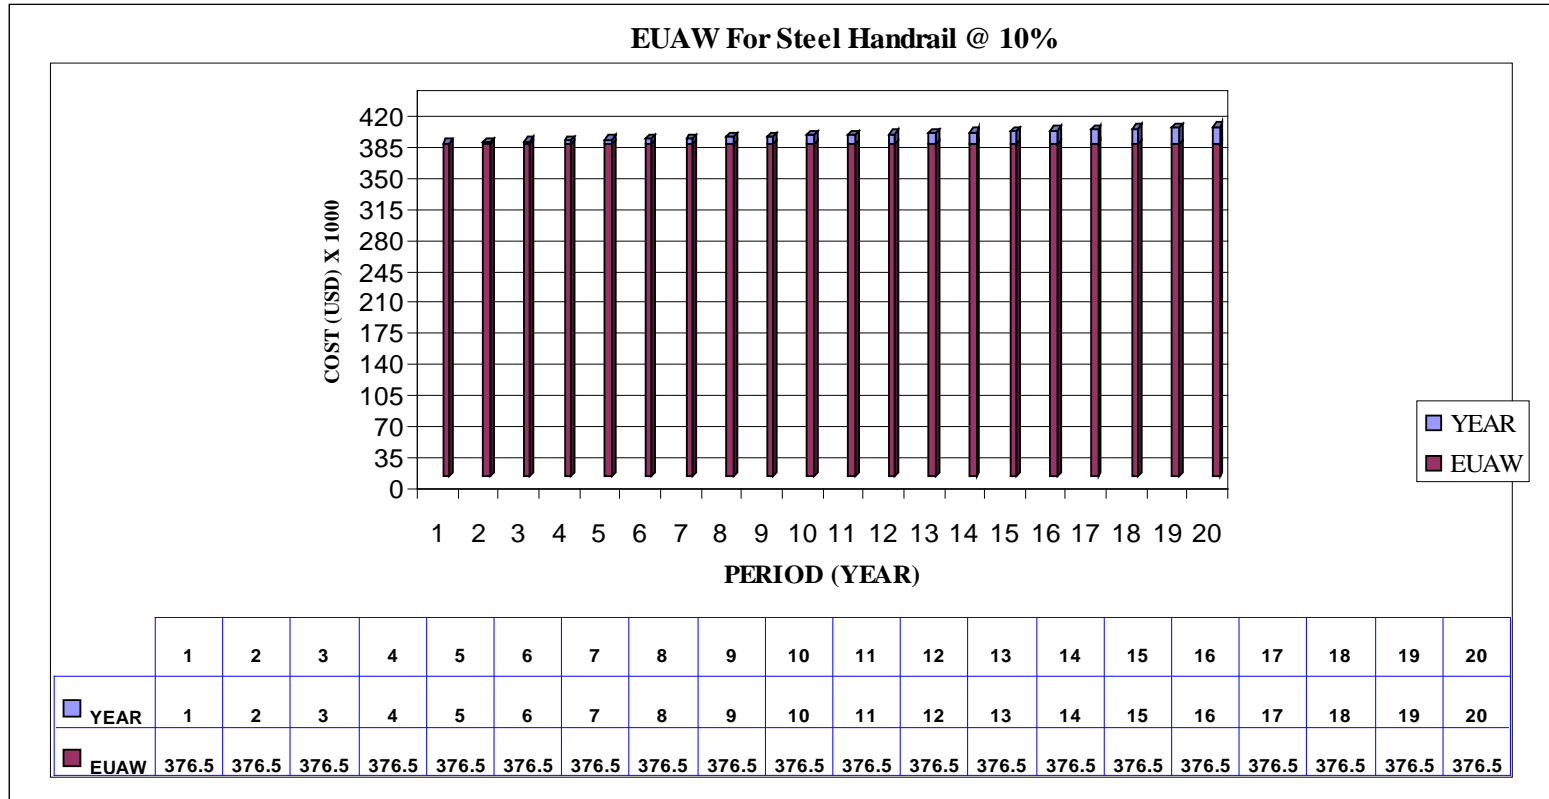 EUAW For Steel Handrail @ 10%
COST (USD) X 1000
420
385
350
315
280
245
210
175
140
105
70
35
0
1 2 3 4 5 6 7 8 9 10 11 12 13 14 15 16 17 18 19 20
PERIOD (YEAR)
YEAR
EUAW
1 2 3 4 5 6 7 8 9 10 11 12 13 14 15 16 17 18 19 20
YEAR 1 2 3 4 5 6 7 8 9 10 11 12 13 14 15 16 17 18 19 20
EUAW 376.5 376.5 376.5 376.5 376.5 376.5 376.5 376.5 376.5 376.5 376.5 376.5 376.5 376.5 376.5 376.5 376.5 376.5 376.5 376.5